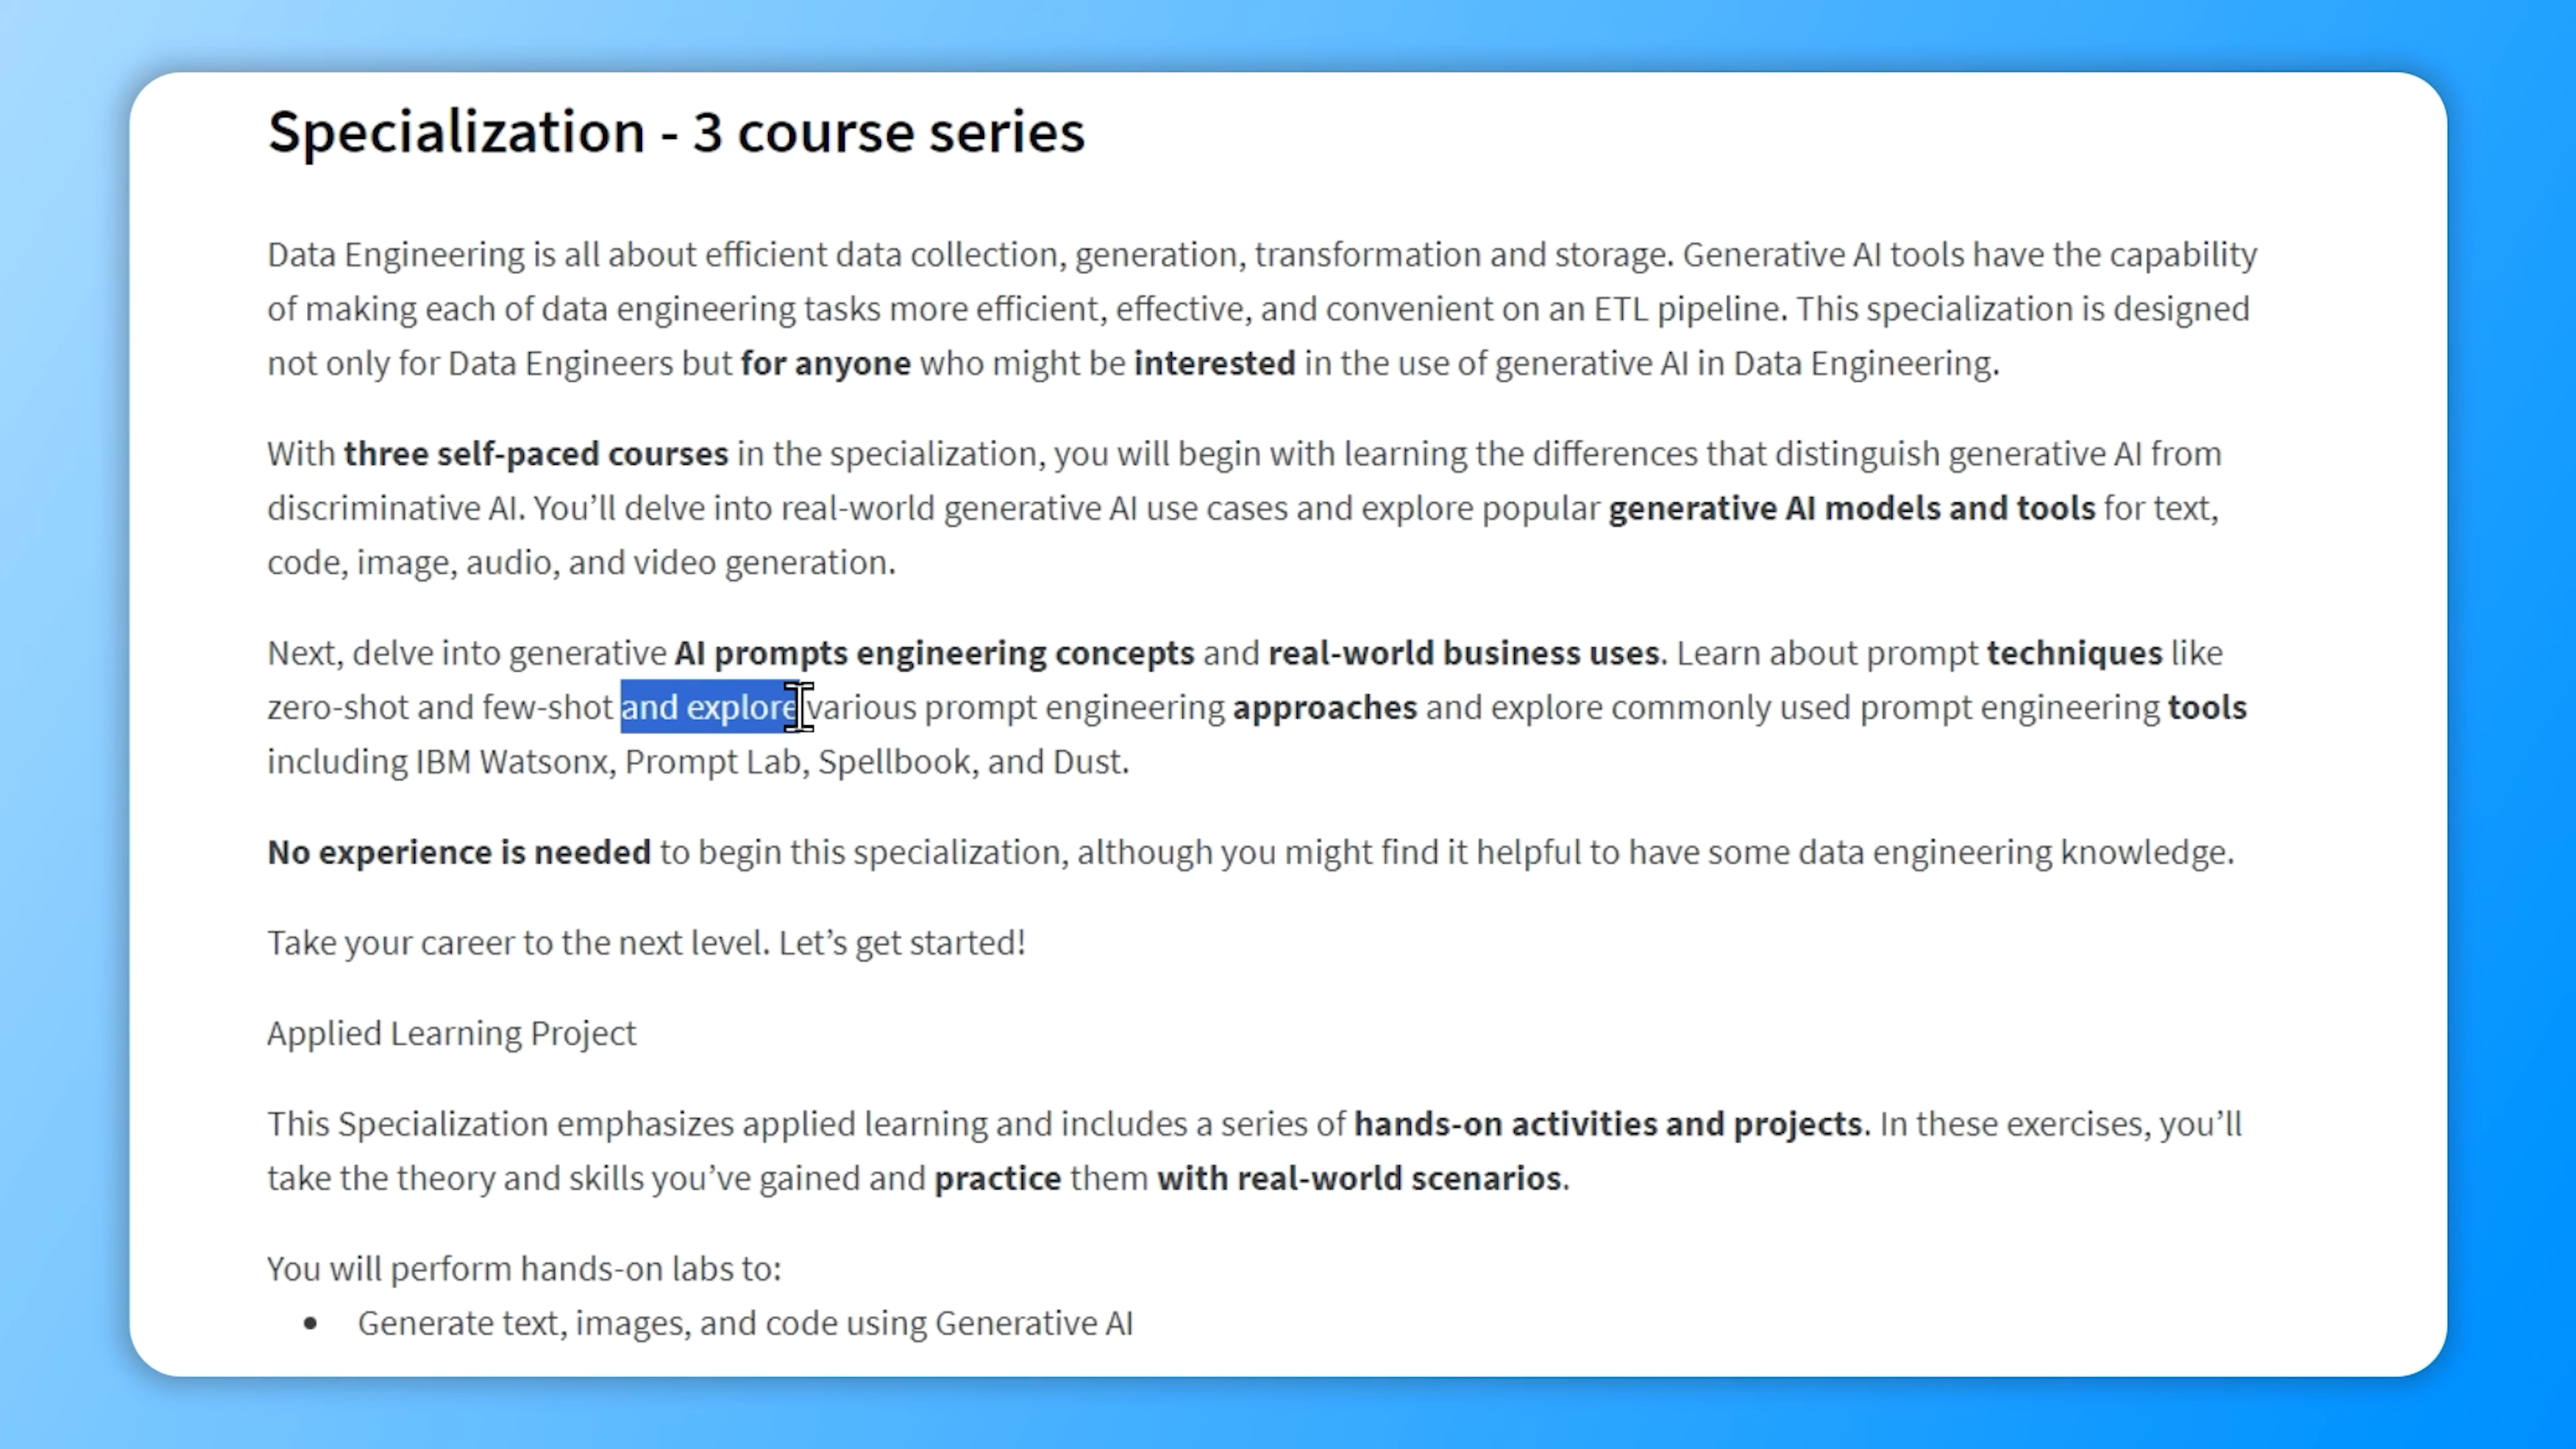 Specialization - 3 course series
Data Engineering is all about efficient data collection, generation, transformation and storage. Generative AI tools have the capability
of making each of data engineering tasks more efficient, effective, and convenient on an ETL pipeline. This specialization is designed
not only for Data Engineers but for anyone who might be interested in the use of generative AI in Data Engineering.
With three self-paced courses in the specialization, you will begin with learning the differences that distinguish generative AI from
discriminative AI. You’ll delve into real-world generative AI use cases and explore popular generative AI models and tools for text,
code, image, audio, and video generation.
Next, delve into generative AI prompts engineering concepts and real-world business uses. Learn about prompt techniques like
zero-shot and few-shot and explore various prompt engineering approaches and explore commonly used prompt engineering tools
including IBM Watsonx, Prompt Lab, Spellbook, and Dust.
No experience is needed to begin this specialization, although you might find it helpful to have some data engineering knowledge.
Take your career to the next level. Let’s get started!
Applied Learning Project
This Specialization emphasizes applied learning and includes a series of hands-on activities and projects. In these exercises, you’ll
take the theory and skills you’ve gained and practice them with real-world scenarios.
You will perform hands-on labs to:
• Generate text, images, and code using Generative AI